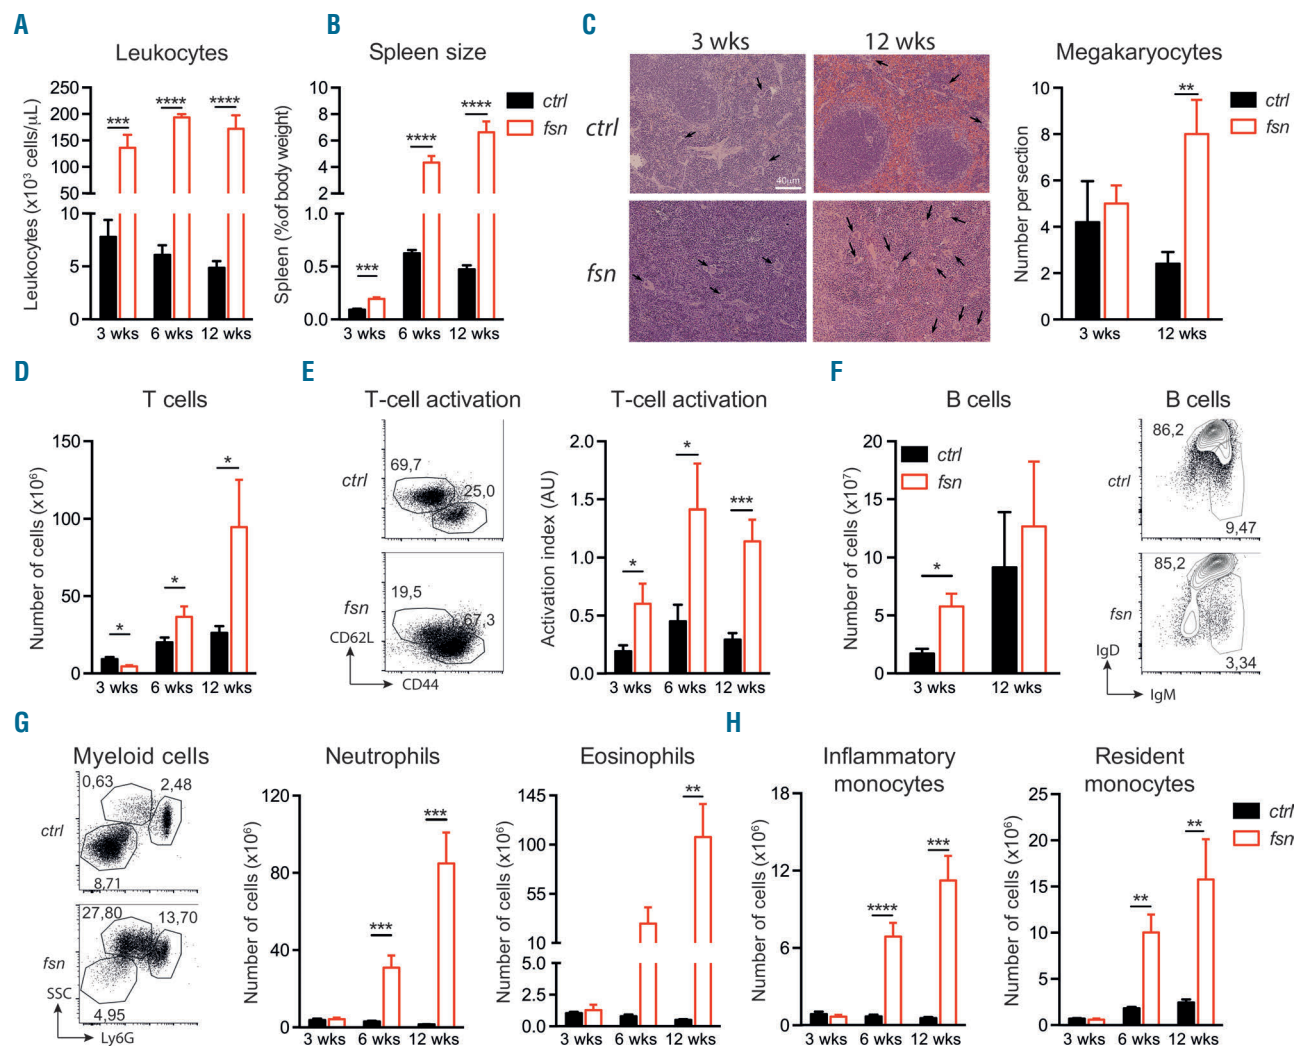 A
Leukocytes
Leukocytes (x10³ cells/μL)
250
200
150
100
50
10
5
0
***
****
****
3 wks 6 wks 12 wks
B
Spleen size
Spleen (% of body weight)
10
8
6
4
2
1.0
0.5
0.0
***
****
****
3 wks 6 wks 12 wks
ctrl
fsn
C
3 wks 12 wks
ctrl
fsn
40μm
Megakaryocytes
Number per section
10
8
6
4
2
0
**
3 wks 12 wks
ctrl
fsn
D
T cells
Number of cells (x10⁶)
150
100
50
0
*
*
*
3 wks 6 wks 12 wks
E
T-cell activation
ctrl
69,7
25,0
fsn
19,5
67,3
CD62L
CD44
T-cell activation
Activation index (AU)
2.0
1.5
1.0
0.5
0.0
*
*
***
3 wks 6 wks 12 wks
F
B cells
Number of cells (x10⁷)
20
15
10
5
0
*
3 wks 12 wks
ctrl
fsn
B cells
ctrl
86,2
9,47
fsn
85,2
3,34
IgD
IgM
G
Myeloid cells
ctrl
0,63 2,48
8,71
fsn
27,80 13,70
4,95
SSC
Ly6G
Neutrophils
Number of cells (x10⁶)
120
80
40
0
***
***
3 wks 6 wks 12 wks
Eosinophils
Number of cells (x10⁶)
145
100
55
10
5.0
2.5
0.0
**
3 wks 6 wks 12 wks
H
Inflammatory
monocytes
Number of cells (x10⁶)
18
12
6
0
****
***
3 wks 6 wks 12 wks
Resident
monocytes
Number of cells (x10⁶)
25
20
15
10
5
0
**
**
3 wks 6 wks 12 wks
ctrl
fsn